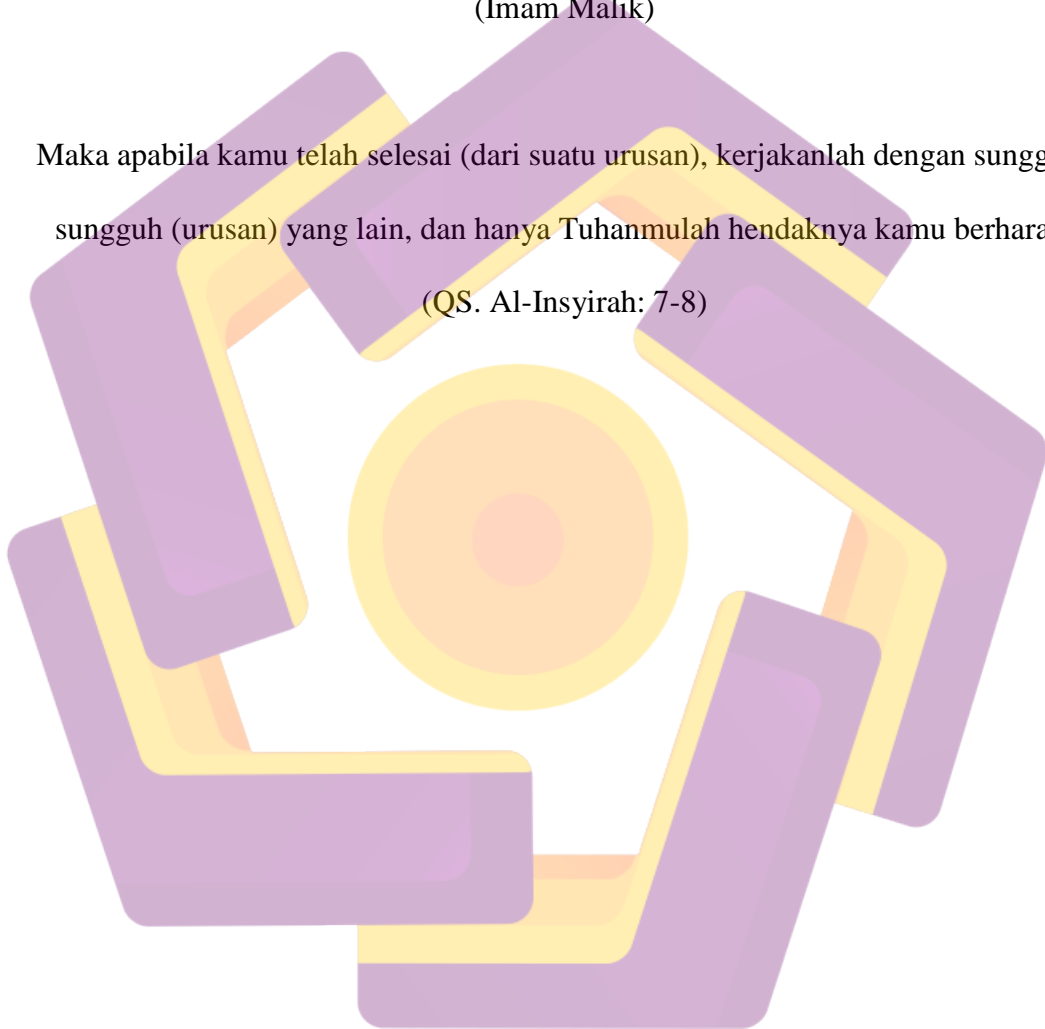 (Imam Malik)
Maka apabila kamu telah selesai (dari suatu urusan), kerjakanlah dengan sungg
sungguh (urusan) yang lain, dan hanya Tuhanmulah hendaknya kamu berhara
(QS. Al-Insyirah: 7-8)